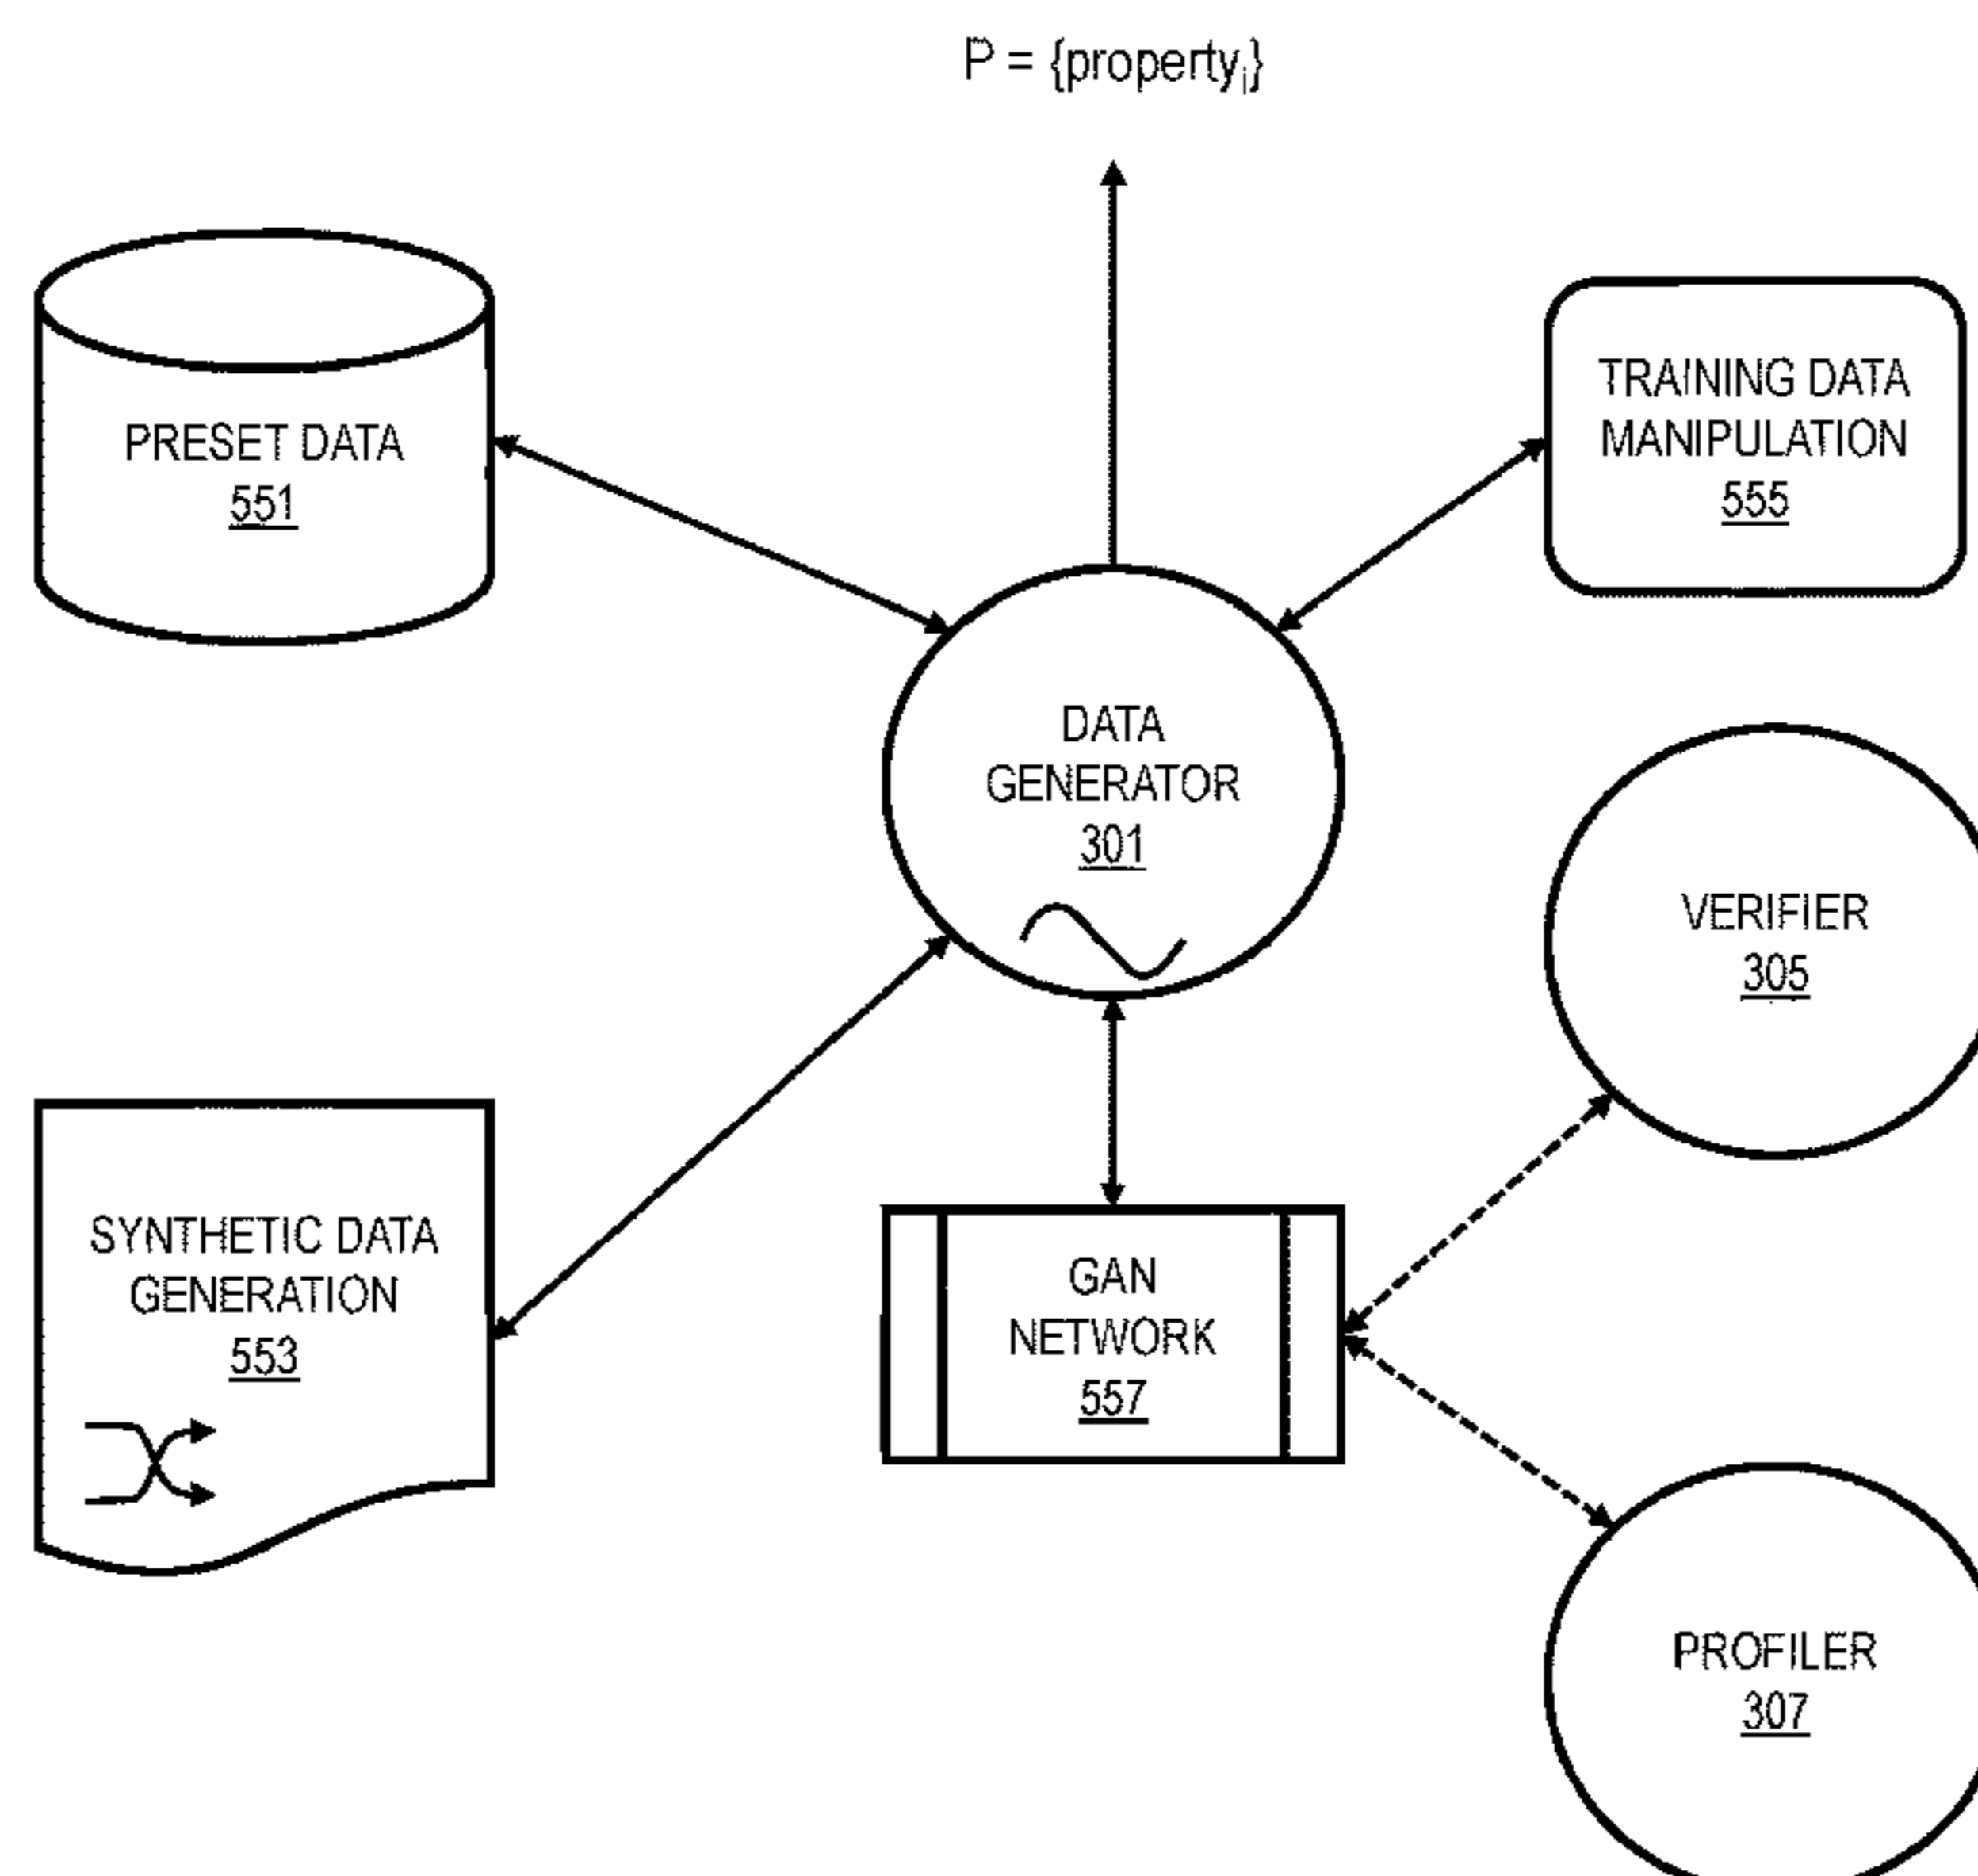 P = {propertyᵢ}
PRESET DATA
551
TRAINING DATA
MANIPULATION
555
DATA
GENERATOR
301
VERIFIER
305
SYNTHETIC DATA
GENERATION
553
GAN
NETWORK
557
PROFILER
307